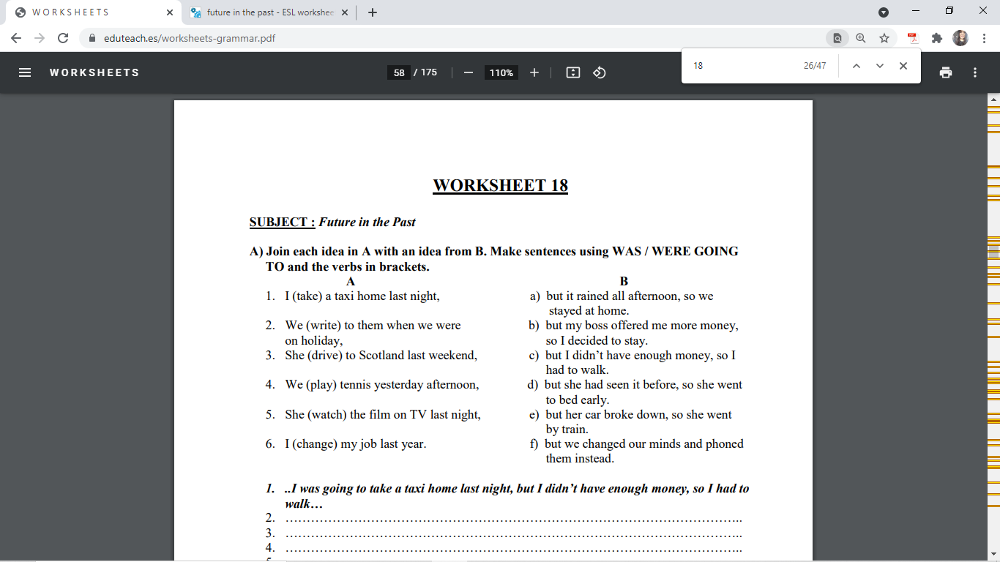 WORKSHEETS
future in the past - ESL workshee
eduteach.es/worksheets-grammar.pdf
WORKSHEETS
58 / 175
110%
18
26/47
WORKSHEET 18
SUBJECT : Future in the Past
A) Join each idea in A with an idea from B. Make sentences using WAS / WERE GOING
TO and the verbs in brackets.
A B
1. I (take) a taxi home last night, a) but it rained all afternoon, so we
stayed at home.
2. We (write) to them when we were b) but my boss offered me more money,
on holiday, so I decided to stay.
3. She (drive) to Scotland last weekend, c) but I didn’t have enough money, so I
had to walk.
4. We (play) tennis yesterday afternoon, d) but she had seen it before, so she went
to bed early.
5. She (watch) the film on TV last night, e) but her car broke down, so she went
by train.
6. I (change) my job last year. f) but we changed our minds and phoned
them instead.
1. ..I was going to take a taxi home last night, but I didn’t have enough money, so I had to
walk…
2. ……………………………………………………………………………………………..
3. ……………………………………………………………………………………………..
4. ……………………………………………………………………………………………..